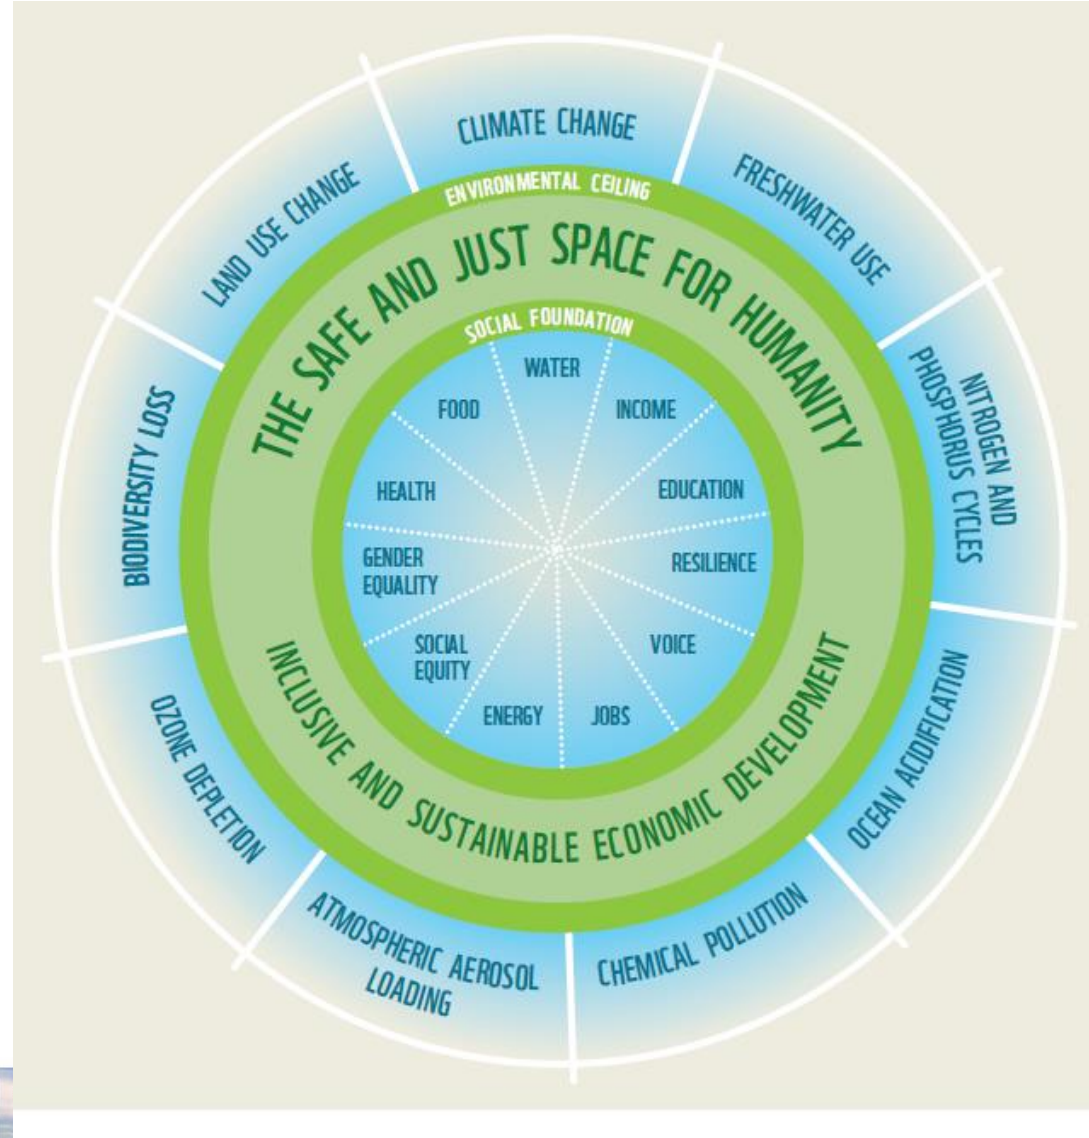 CLIMATE CHANGE
FRESHWATER USE
NITROGEN AND
PHOSPHORUS CYCLES
OCEAN ACIDIFICATION
CHEMICAL POLLUTION
ATMOSPHERIC AEROSOL
LOADING
OZONE DEPLETION
BIODIVERSITY LOSS
LAND USE CHANGE
ENVIRONMENTAL CEILING
THE SAFE AND JUST SPACE FOR HUMANITY
SOCIAL FOUNDATION
WATER
INCOME
EDUCATION
RESILIENCE
VOICE
JOBS
ENERGY
SOCIAL
EQUITY
GENDER
EQUALITY
HEALTH
FOOD
INCLUSIVE AND SUSTAINABLE ECONOMIC DEVELOPMENT